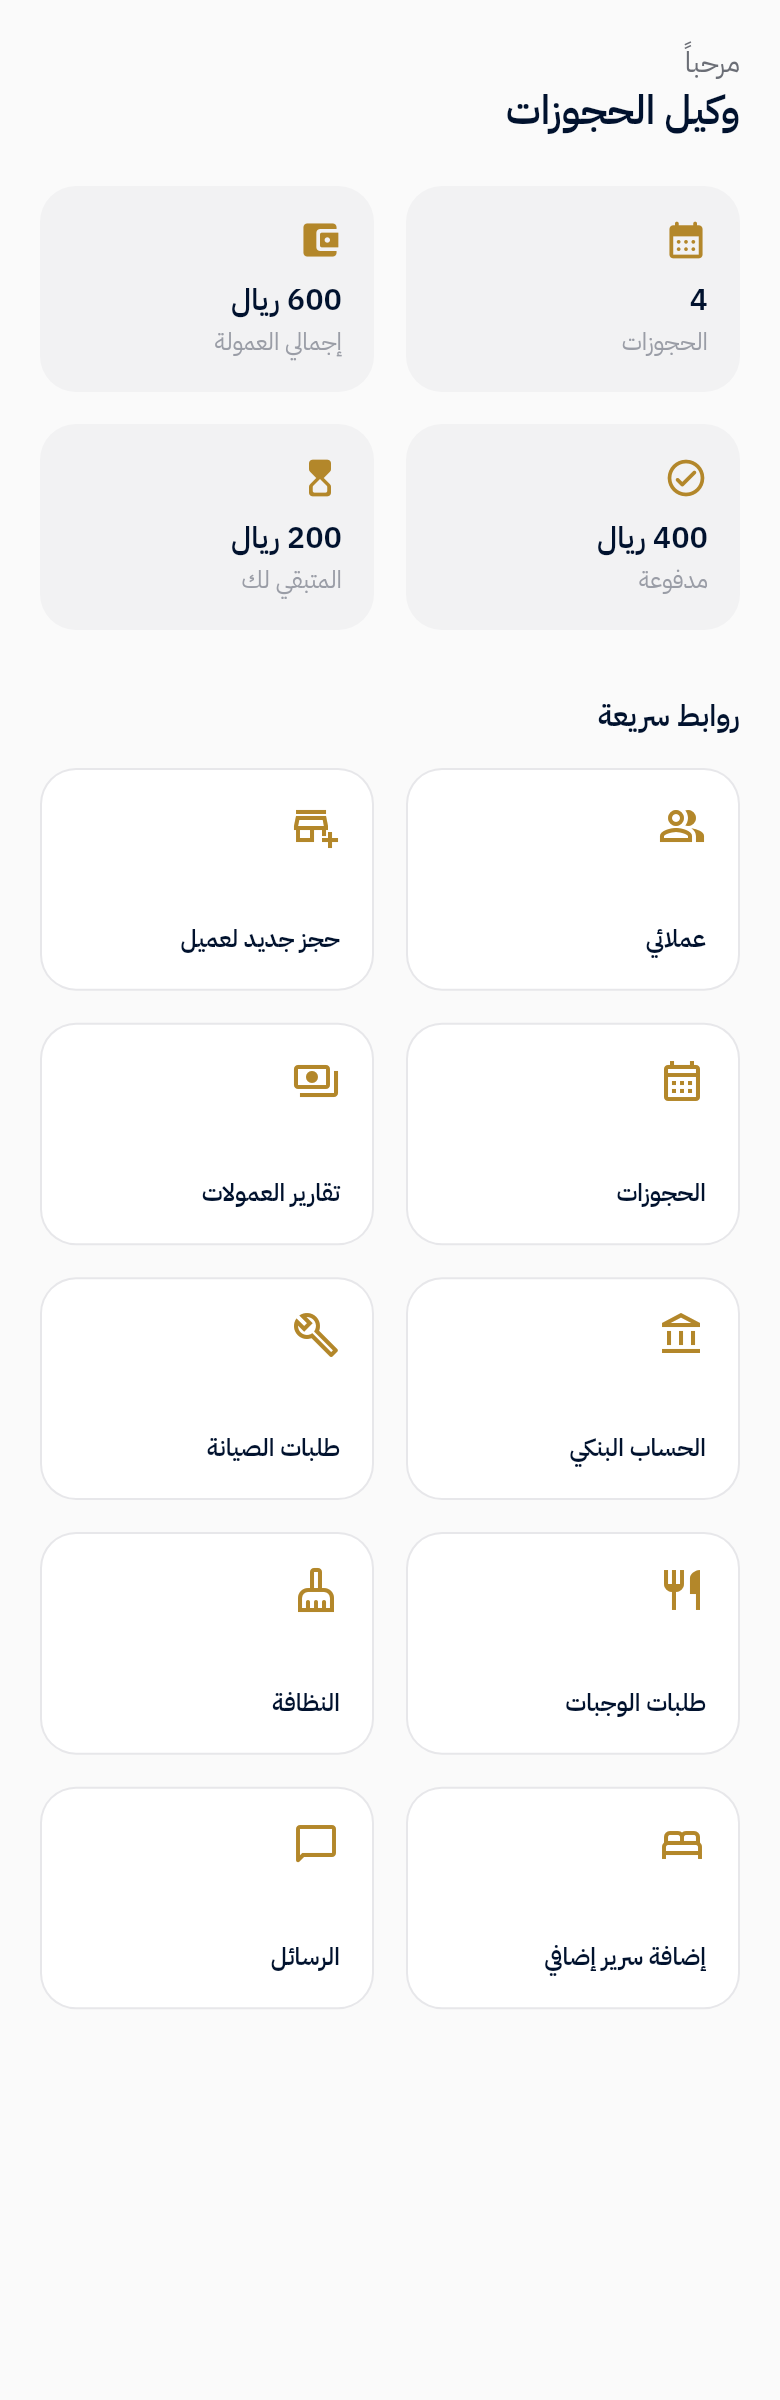 مرحباً
وكيل الحجوزات
4
الحجوزات
600 ريال
إجمالي العمولة
400 ريال
مدفوعة
200 ريال
المتبقي لك
روابط سريعة
عملائي
حجز جديد لعميل
الحجوزات
تقارير العمولات
الحساب البنكي
طلبات الصيانة
طلبات الوجبات
النظافة
إضافة سرير إضافي
الرسائل